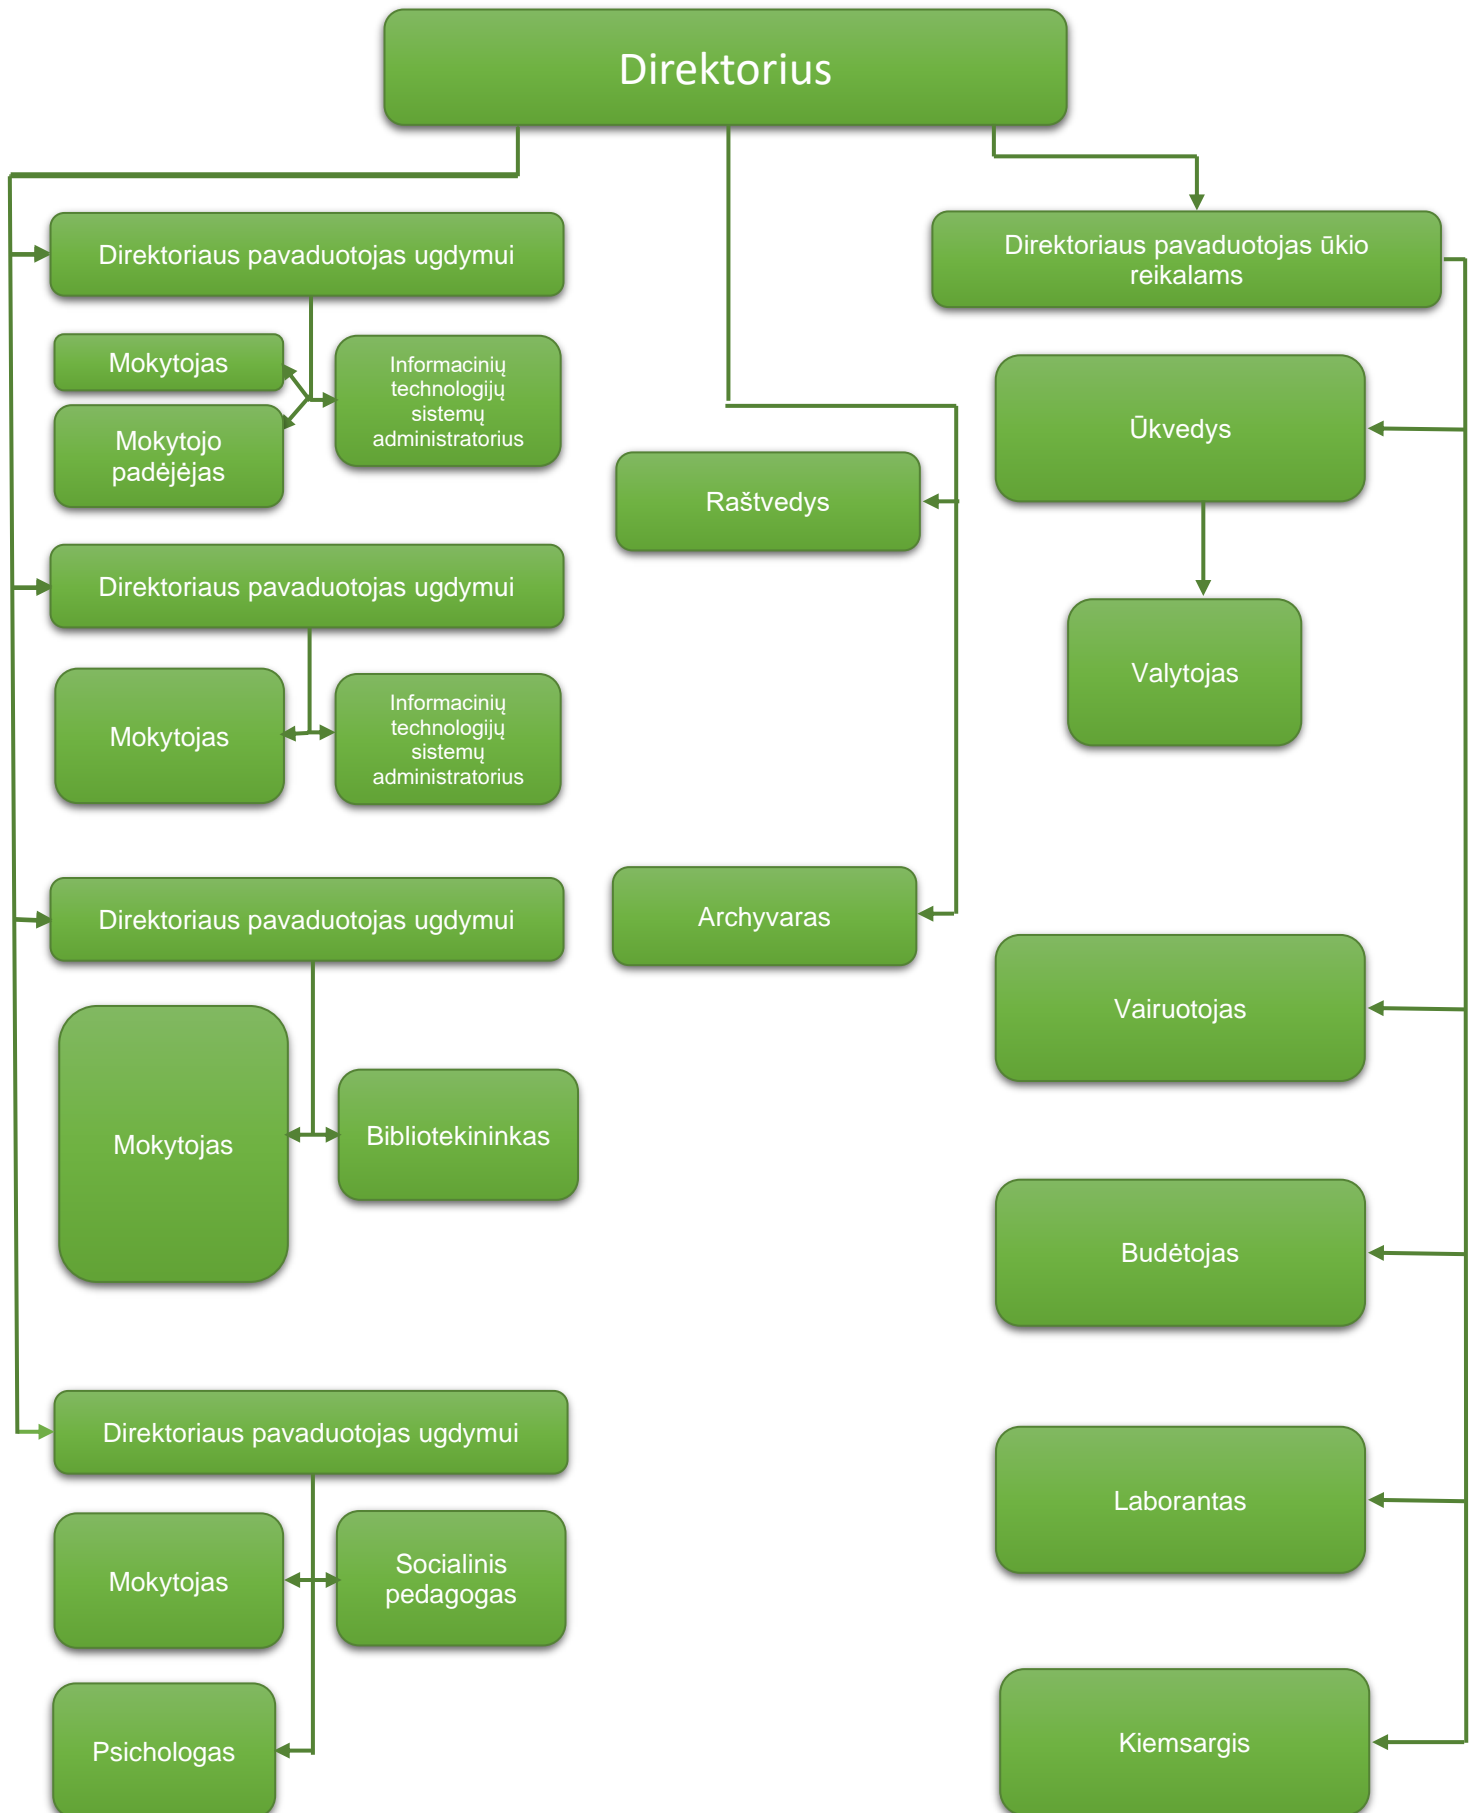 Direktorius
Direktoriaus pavaduotojas ugdymui
Mokytojas
Mokytojo
padėjėjas
Informacinių
technologijų
sistemų
administratorius
Direktoriaus pavaduotojas ugdymui
Mokytojas
Informacinių
technologijų
sistemų
administratorius
Direktoriaus pavaduotojas ugdymui
Mokytojas
Bibliotekininkas
Direktoriaus pavaduotojas ugdymui
Mokytojas
Socialinis
pedagogas
Psichologas
Raštvedys
Archyvaras
Direktoriaus pavaduotojas ūkio
reikalams
Ūkvedys
Valytojas
Vairuotojas
Budėtojas
Laborantas
Kiemsargis